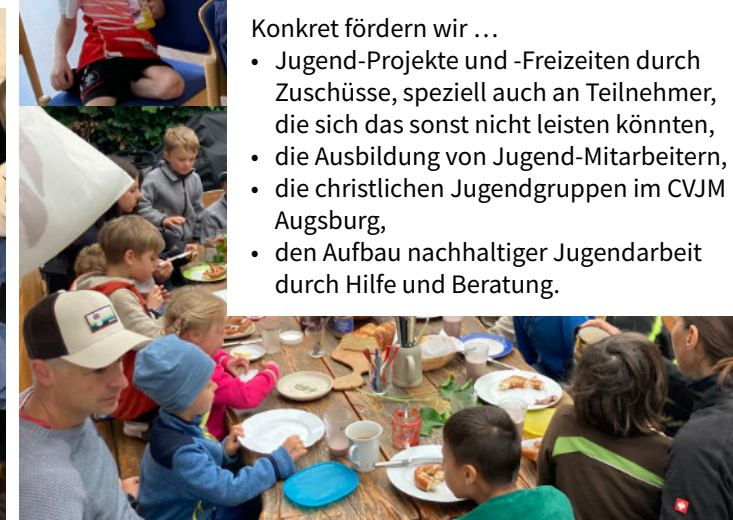 Konkret fördern wir …
• Jugend-Projekte und -Freizeiten durch
Zuschüsse, speziell auch an Teilnehmer,
die sich das sonst nicht leisten könnten,
• die Ausbildung von Jugend-Mitarbeitern,
• die christlichen Jugendgruppen im CVJM
Augsburg,
• den Aufbau nachhaltiger Jugendarbeit
durch Hilfe und Beratung.